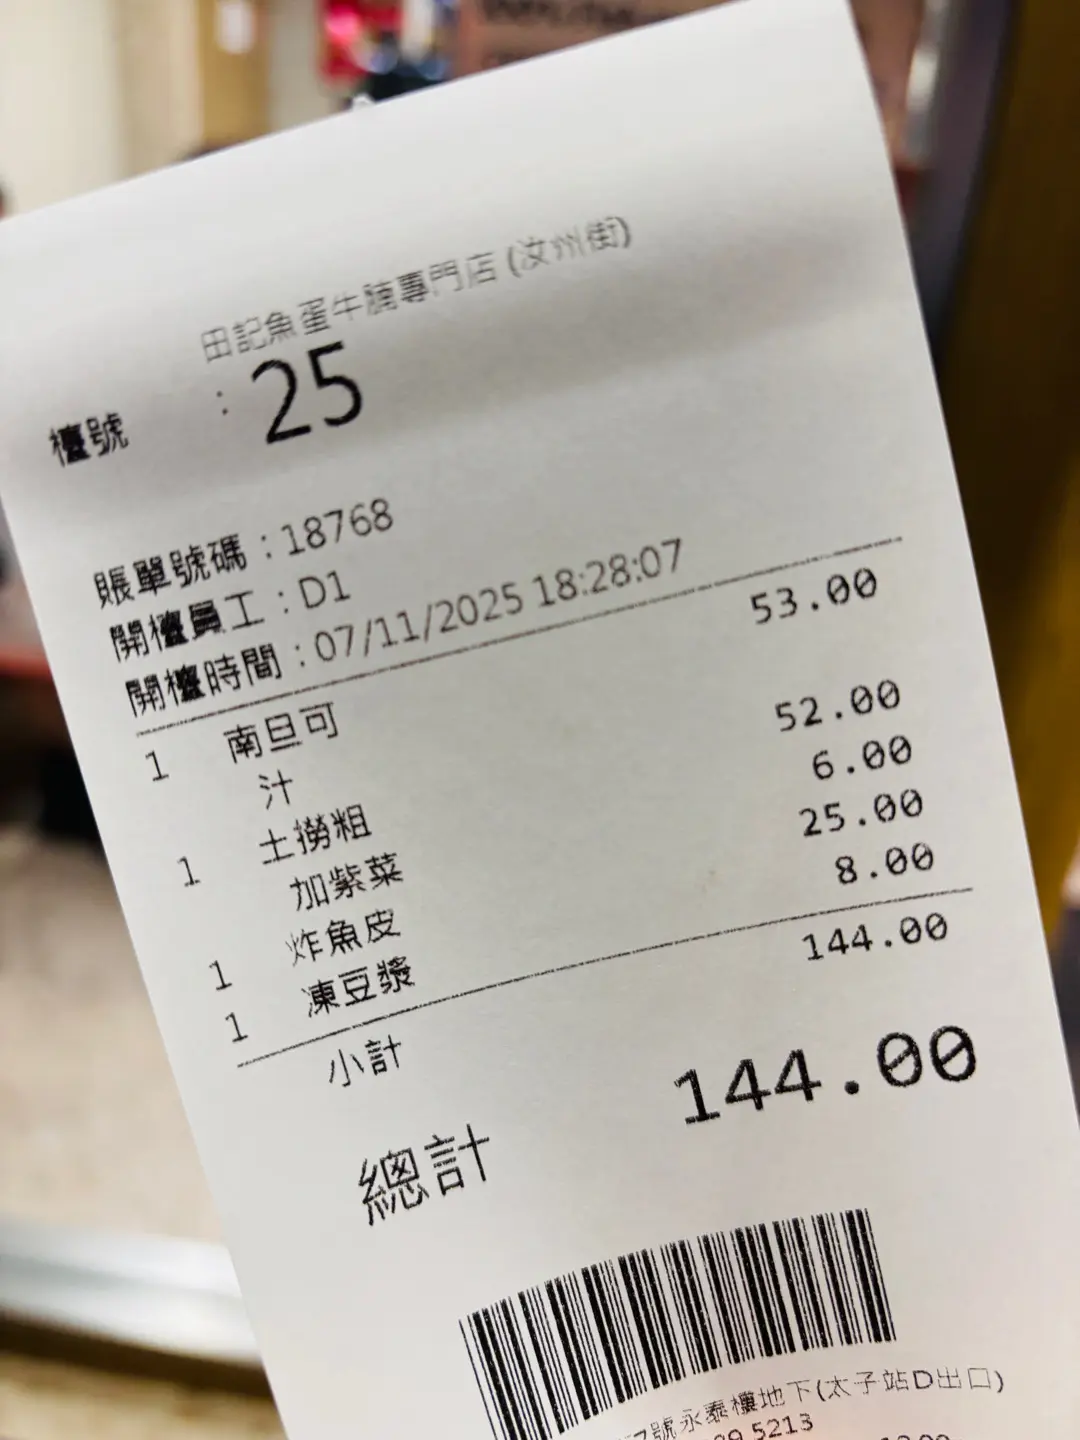 田記魚蛋牛腩專門店 (汝州街)
檯號 : 25
賬單號碼 : 18768
開檯員工 : D1
開檯時間 : 07/11/2025 18:28:07
1 南旦可 53.00
汁
1 土撈粗 52.00
加紫菜 6.00
1 炸魚皮 25.00
1 凍豆漿 8.00
小計 144.00
總計 144.00
號永泰樓地下(太子站D出口)
5213